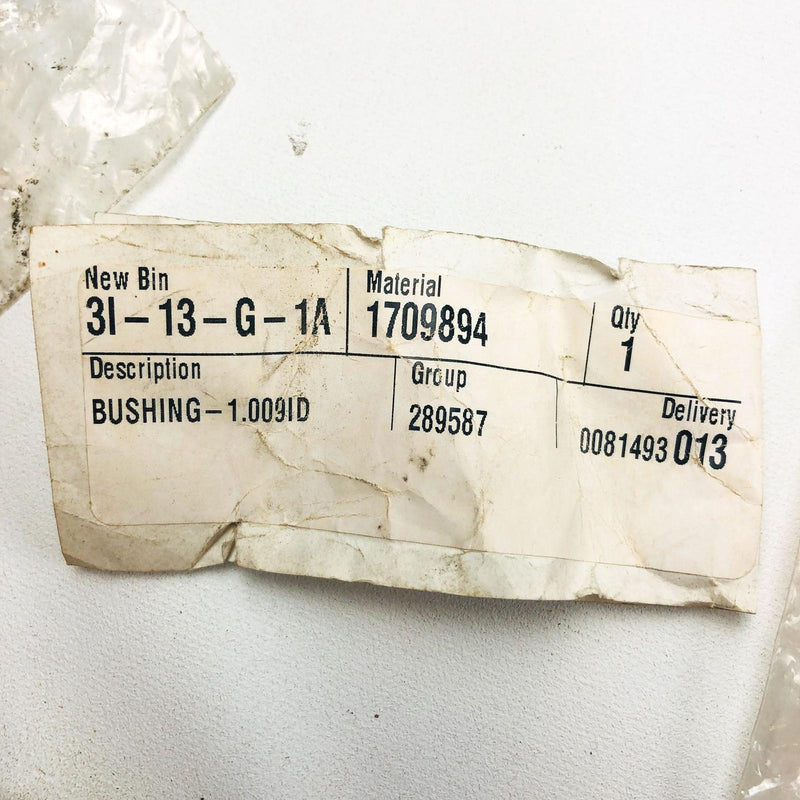 New Bin Material Qty
3I-13-G-1A 1709894 1
Description Group Delivery
BUSHING-1.009ID 289587 0081493 013